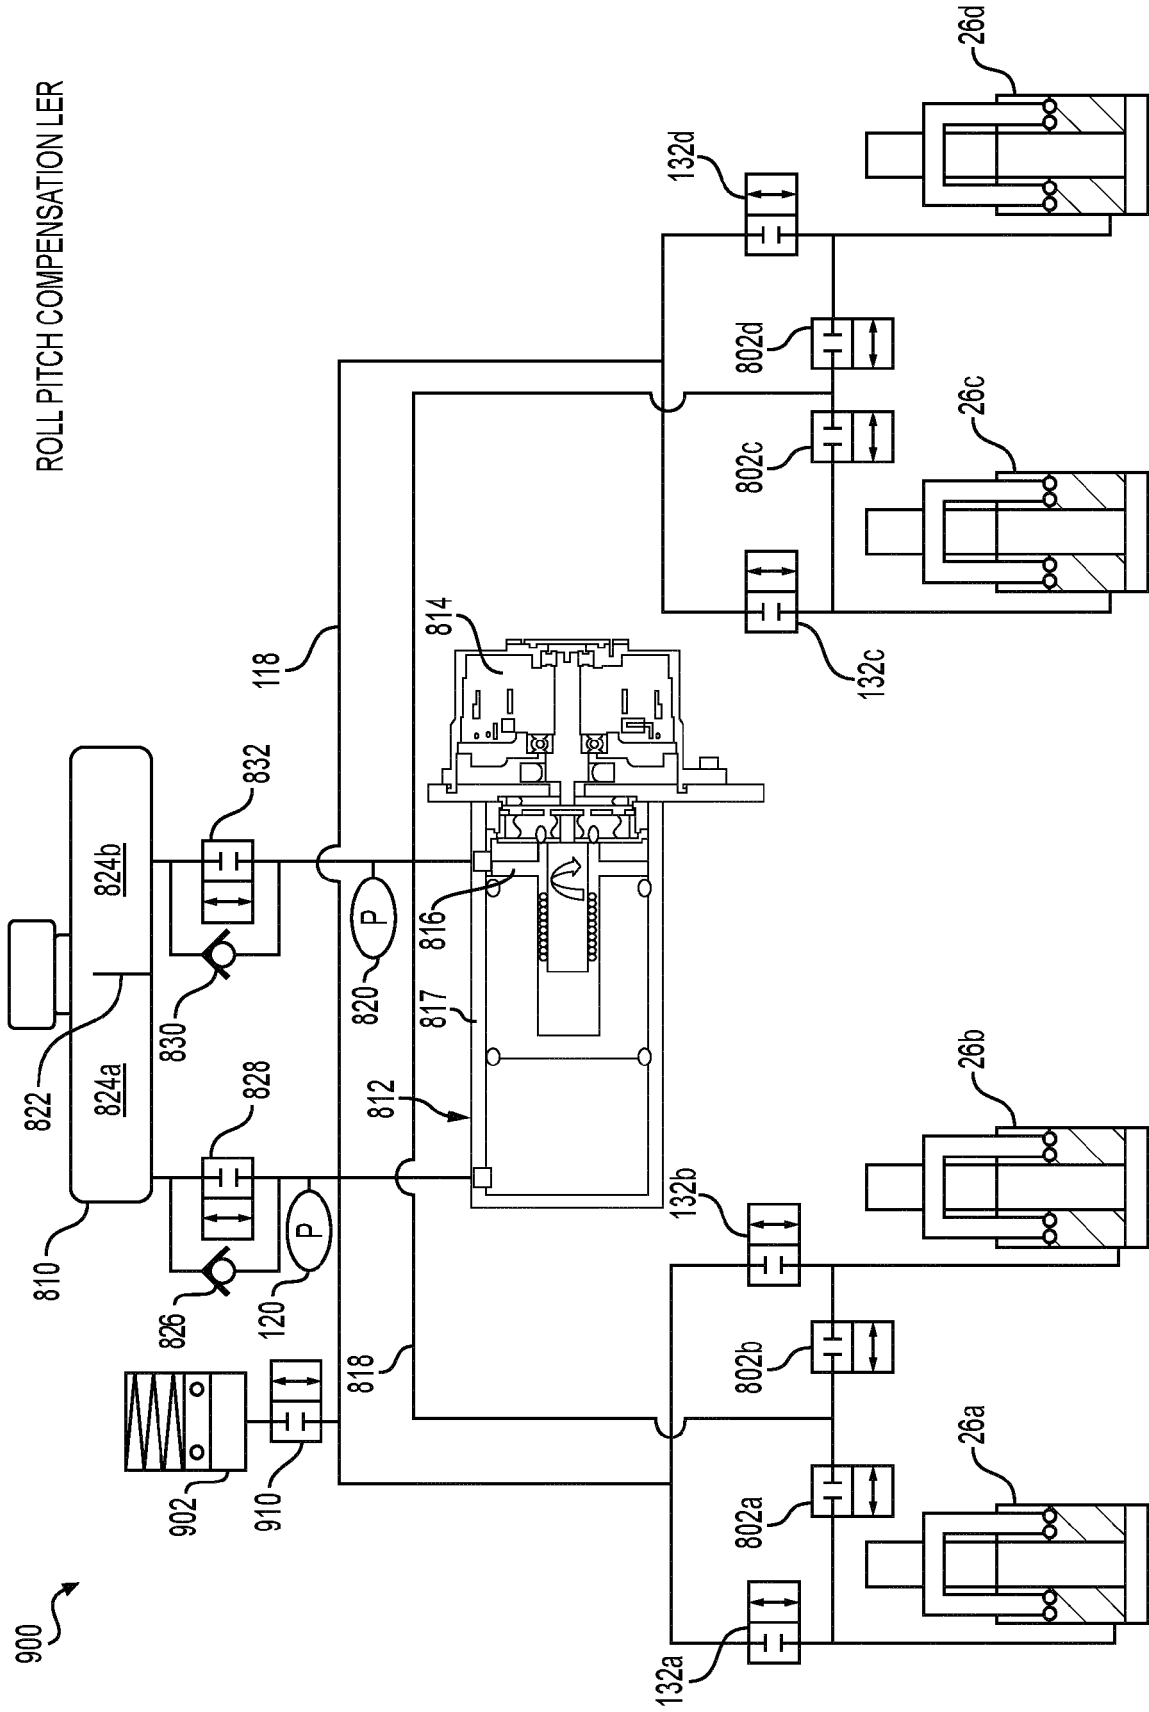 ROLL PITCH COMPENSATION LER
900
902
910
810
822
824a
824b
826
828
830
832
120
P
820
P
118
818
812
817
816
814
132a
802a
802b
132b
132c
802c
802d
132d
26a
26b
26c
26d